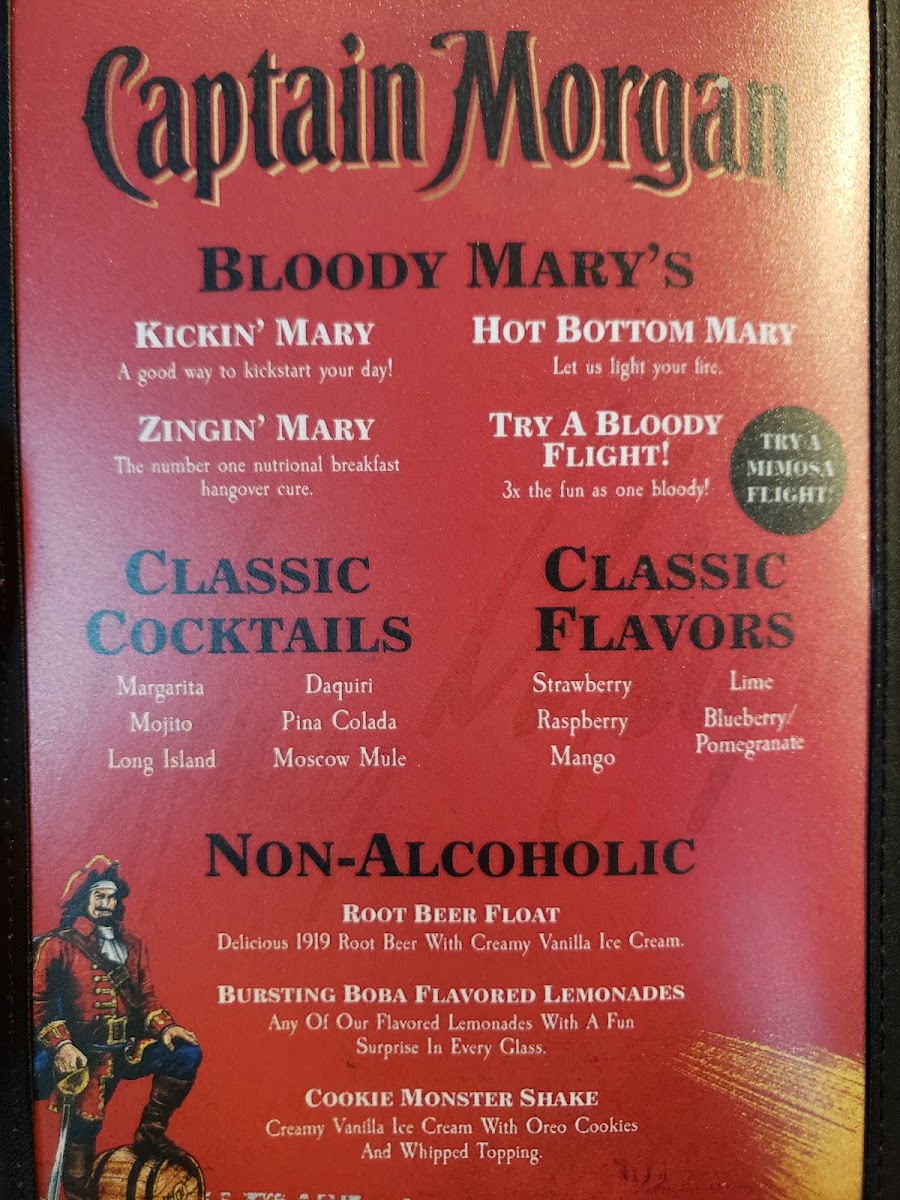 Captain Morgan
BLOODY MARY'S
KICKIN' MARY
A good way to kickstart your day!
HOT BOTTOM MARY
Let us light your fire.
ZINGIN' MARY
The number one nutrional breakfast
hangover cure.
TRY A BLOODY
FLIGHT!
3x the fun as one bloody!
TRY A
MIMOSA
FLIGHT!
CLASSIC
COCKTAILS
Margarita
Mojito
Long Island
Daquiri
Pina Colada
Moscow Mule
CLASSIC
FLAVORS
Strawberry
Raspberry
Mango
Lime
Blueberry/
Pomegranate
NON-ALCOHOLIC
ROOT BEER FLOAT
Delicious 1919 Root Beer With Creamy Vanilla Ice Cream.
BURSTING BOBA FLAVORED LEMONADES
Any Of Our Flavored Lemonades With A Fun
Surprise In Every Glass.
COOKIE MONSTER SHAKE
Creamy Vanilla Ice Cream With Oreo Cookies
And Whipped Topping.